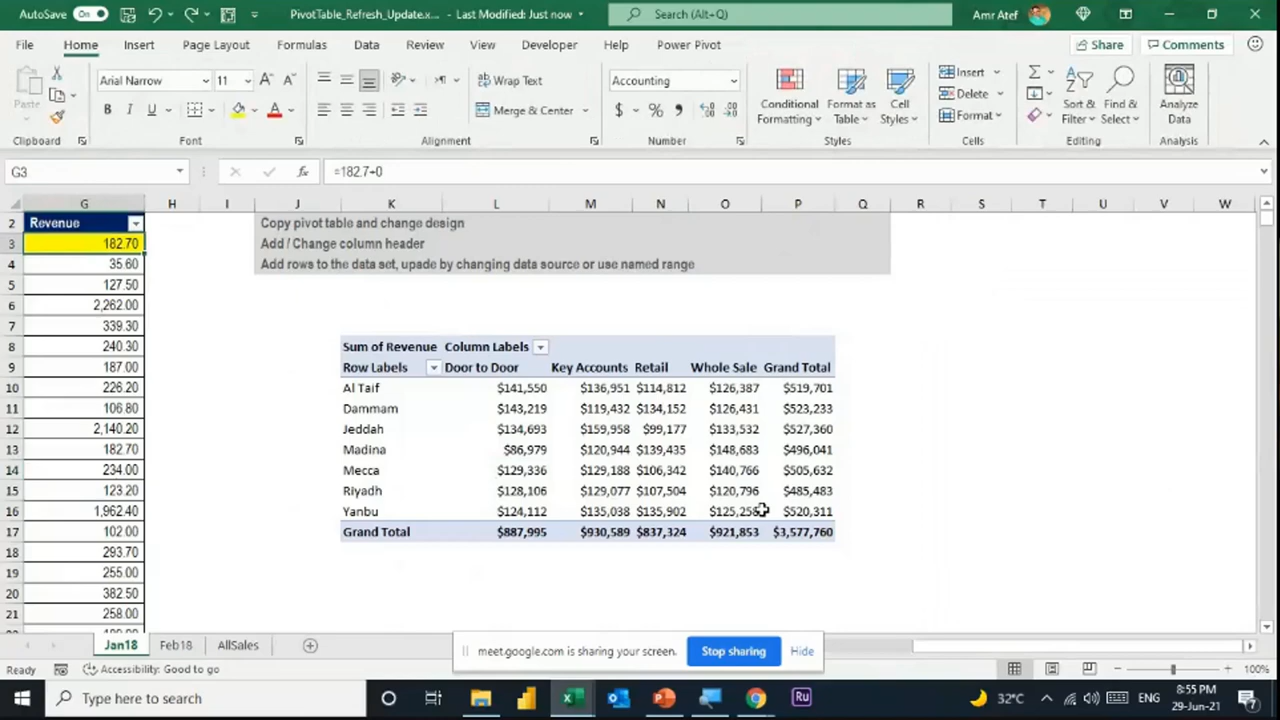 AutoSave On PivotTable_Refresh_Update.x... - Last Modified: Just now Search (Alt+Q) Amr Atef
File Home Insert Page Layout Formulas Data Review View Developer Help Power Pivot Share Comments
Paste Arial Narrow 11 Wrap Text Accounting Conditional Formatting Format as Table Cell Styles Insert Sort & Filter Find & Select Analyze Data
B I U Merge & Center $ % Delete
Format
Clipboard Font Alignment Number Styles Cells Editing Analysis
G3 fx =182.7+0
G H I J K L M N O P Q R S T U V W
2 Revenue Copy pivot table and change design
3 182.70 Add / Change column header
4 35.60 Add rows to the data set, upade by changing data source or use named range
5 127.50
6 2,262.00
7 339.30
8 240.30 Sum of Revenue Column Labels
9 187.00 Row Labels Door to Door Key Accounts Retail Whole Sale Grand Total
10 226.20 Al Taif $141,550 $136,951 $114,812 $126,387 $519,701
11 106.80 Dammam $143,219 $119,432 $134,152 $126,431 $523,233
12 2,140.20 Jeddah $134,693 $159,958 $99,177 $133,532 $527,360
13 182.70 Madina $86,979 $120,944 $139,435 $148,683 $496,041
14 234.00 Mecca $129,336 $129,188 $106,342 $140,766 $505,632
15 123.20 Riyadh $128,106 $129,077 $107,504 $120,796 $485,483
16 1,962.40 Yanbu $124,112 $135,038 $135,902 $125,258 $520,311
17 102.00 Grand Total $887,995 $930,589 $837,324 $921,853 $3,577,760
18 293.70
19 255.00
20 382.50
21 258.00
Jan18 Feb18 AllSales
meet.google.com is sharing your screen. Stop sharing Hide
Ready Accessibility: Good to go 100%
Type here to search Ru 32°C ENG 8:55 PM
29-Jun-21 7